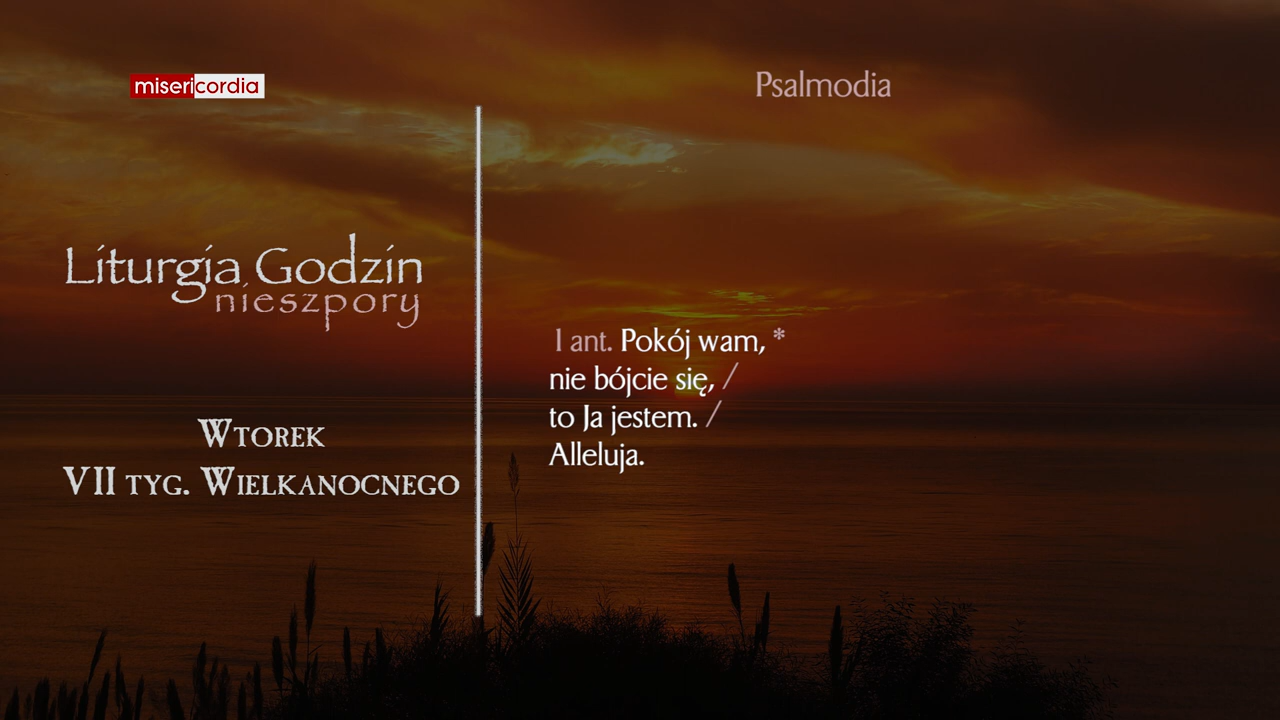 misericordia
Psalmodia
Liturgia Godzin
nieszpory
Wtorek
VII tyg. Wielkanocnego
I ant. Pokój wam, *
nie bójcie się, /
to Ja jestem. /
Alleluja.